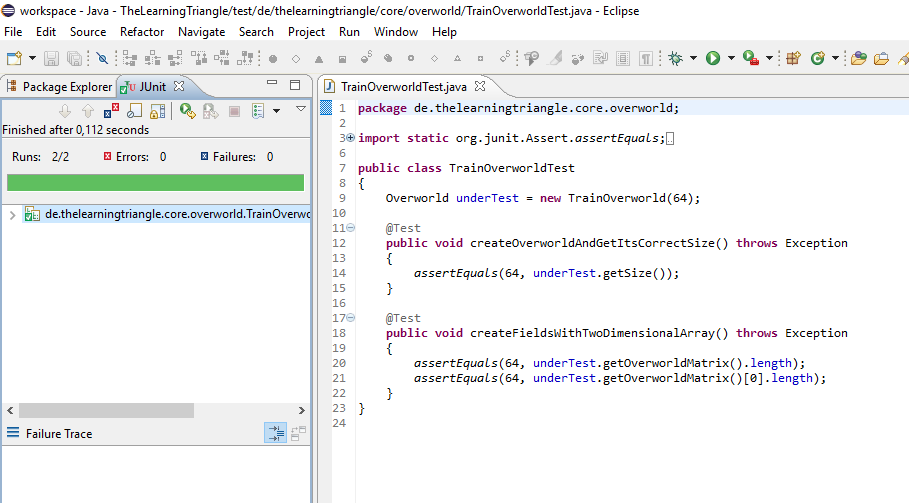 workspace - Java - TheLearningTriangle/test/de/thelearningtriangle/core/overworld/TrainOverworldTest.java - Eclipse
File Edit Source Refactor Navigate Search Project Run Window Help
Package Explorer JUnit
Finished after 0,112 seconds
Runs: 2/2 Errors: 0 Failures: 0
de.thelearningtriangle.core.overworld.TrainOverwo
Failure Trace
TrainOverworldTest.java
1 package de.thelearningtriangle.core.overworld;
2
3 import static org.junit.Assert.assertEquals;
6
7 public class TrainOverworldTest
8 {
9 Overworld underTest = new TrainOverworld(64);
10
11 @Test
12 public void createOverworldAndGetItsCorrectSize() throws Exception
13 {
14 assertEquals(64, underTest.getSize());
15 }
16
17 @Test
18 public void createFieldsWithTwoDimensionalArray() throws Exception
19 {
20 assertEquals(64, underTest.getOverworldMatrix().length);
21 assertEquals(64, underTest.getOverworldMatrix()[0].length);
22 }
23 }
24